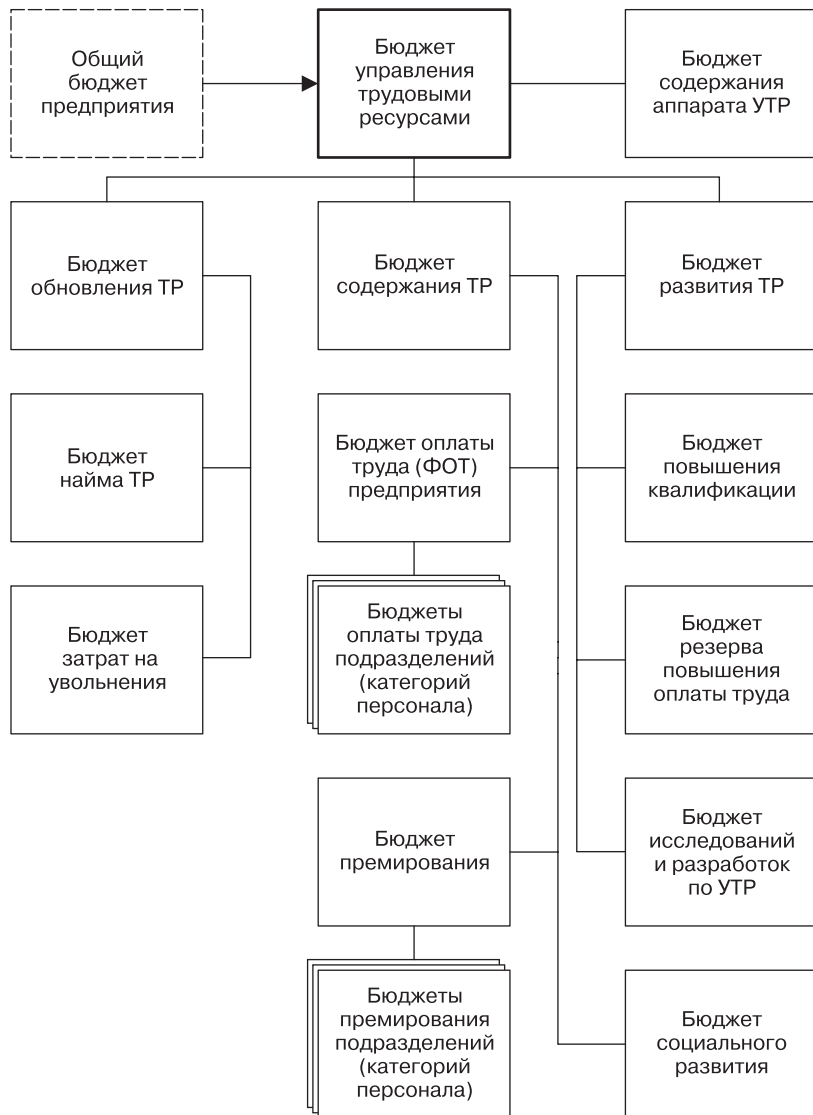 Общий
бюджет
предприятия
Бюджет
управления
трудовыми
ресурсами
Бюджет
содержания
аппарата УТР
Бюджет
обновления ТР
Бюджет
содержания ТР
Бюджет
развития ТР
Бюджет
найма ТР
Бюджет оплаты
труда (ФОТ)
предприятия
Бюджет
повышения
квалификации
Бюджет
затрат на
увольнения
Бюджеты
оплаты труда
подразделений
(категорий
персонала)
Бюджет
резерва
повышения
оплаты труда
Бюджет
премирования
Бюджет
исследований
и разработок
по УТР
Бюджеты
премирования
подразделений
(категорий
персонала)
Бюджет
социального
развития